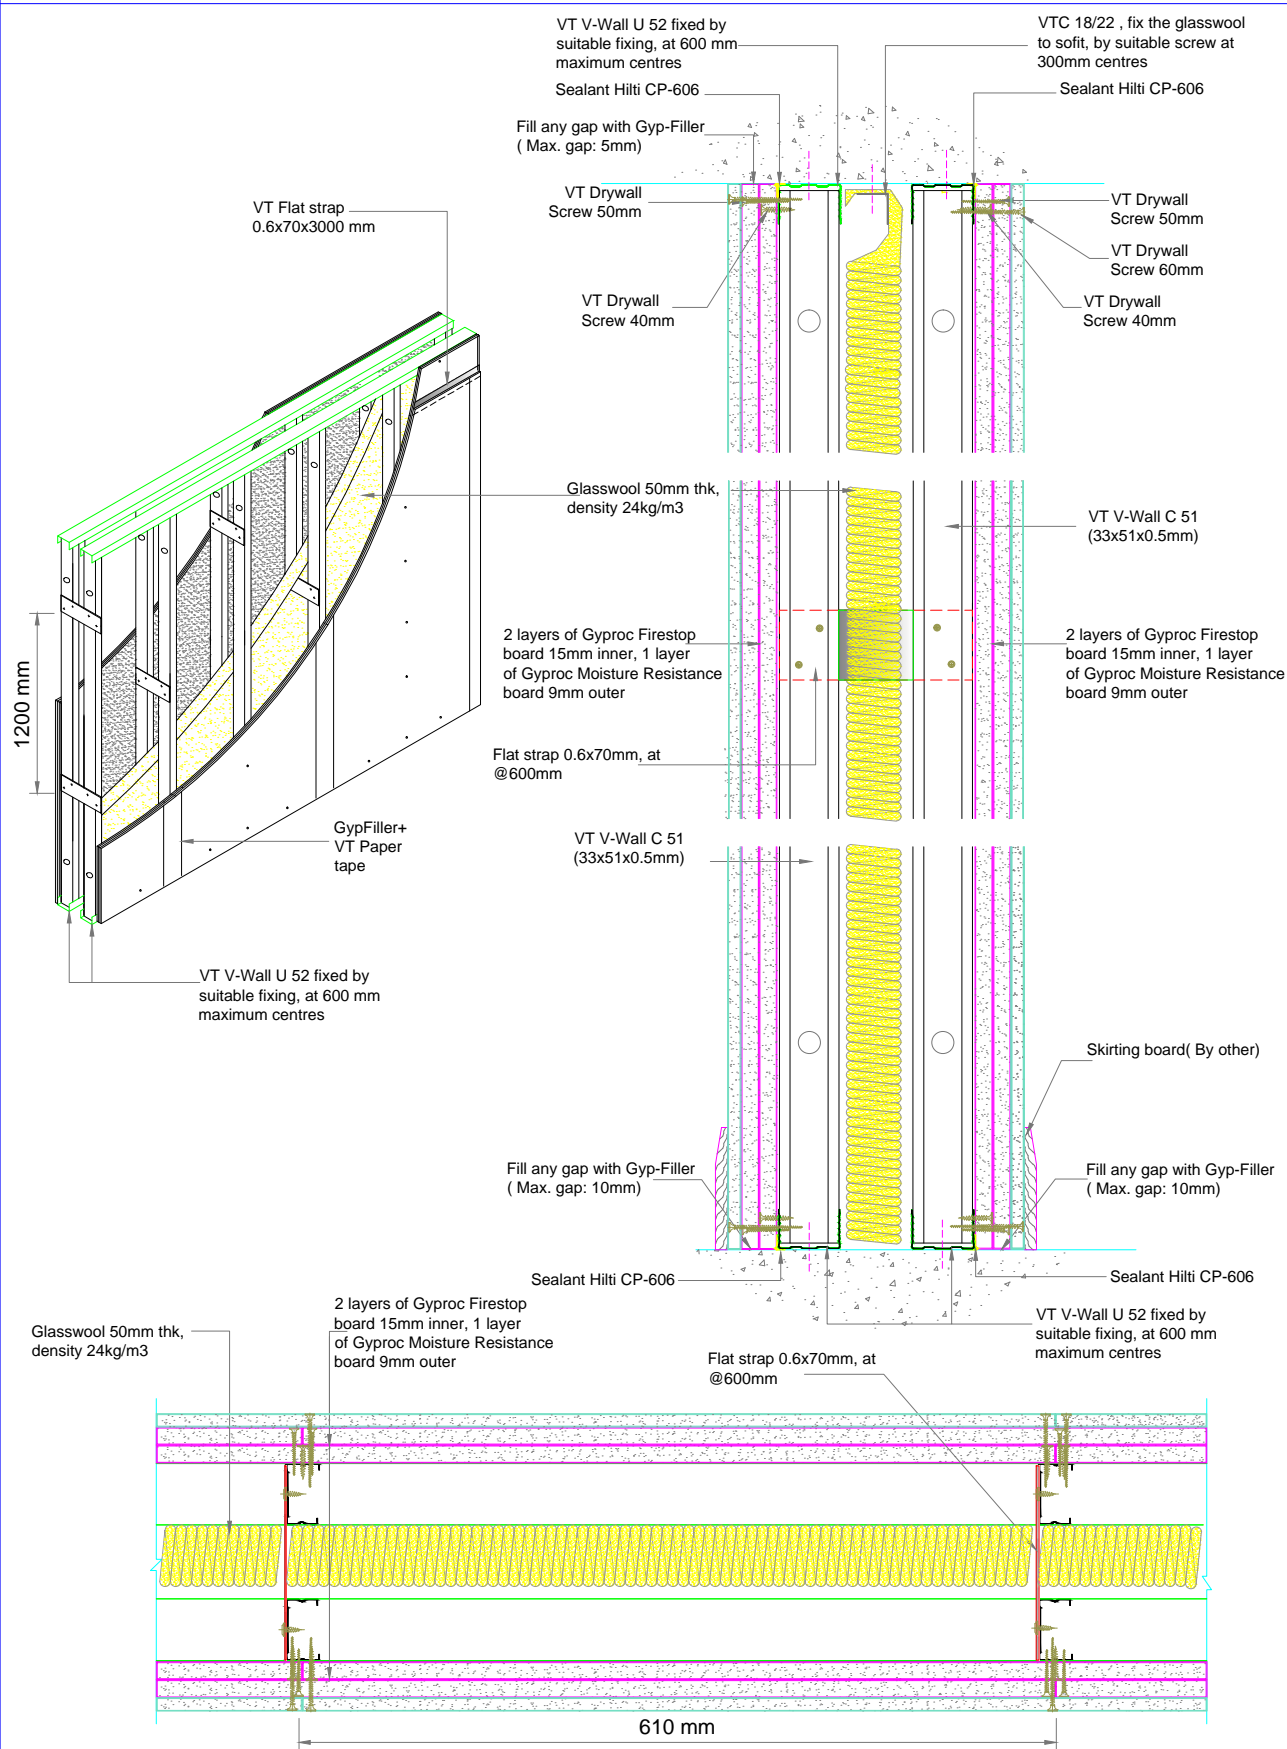 VT V-Wall U 52 fixed by
suitable fixing, at 600 mm
maximum centres
VTC 18/22 , fix the glasswool
to sofit, by suitable screw at
300mm centres
Sealant Hilti CP-606
Sealant Hilti CP-606
Fill any gap with Gyp-Filler
( Max. gap: 5mm)
VT Drywall
Screw 50mm
VT Drywall
Screw 50mm
VT Flat strap
0.6x70x3000 mm
VT Drywall
Screw 60mm
VT Drywall
Screw 40mm
VT Drywall
Screw 40mm
Glasswool 50mm thk,
density 24kg/m3
VT V-Wall C 51
(33x51x0.5mm)
2 layers of Gyproc Firestop
board 15mm inner, 1 layer
of Gyproc Moisture Resistance
board 9mm outer
2 layers of Gyproc Firestop
board 15mm inner, 1 layer
of Gyproc Moisture Resistance
board 9mm outer
1200 mm
Flat strap 0.6x70mm, at
@600mm
GypFiller+
VT Paper
tape
VT V-Wall C 51
(33x51x0.5mm)
VT V-Wall U 52 fixed by
suitable fixing, at 600 mm
maximum centres
Skirting board( By other)
Fill any gap with Gyp-Filler
( Max. gap: 10mm)
Fill any gap with Gyp-Filler
( Max. gap: 10mm)
Sealant Hilti CP-606
Sealant Hilti CP-606
2 layers of Gyproc Firestop
board 15mm inner, 1 layer
of Gyproc Moisture Resistance
board 9mm outer
Glasswool 50mm thk,
density 24kg/m3
VT V-Wall U 52 fixed by
suitable fixing, at 600 mm
maximum centres
Flat strap 0.6x70mm, at
@600mm
610 mm